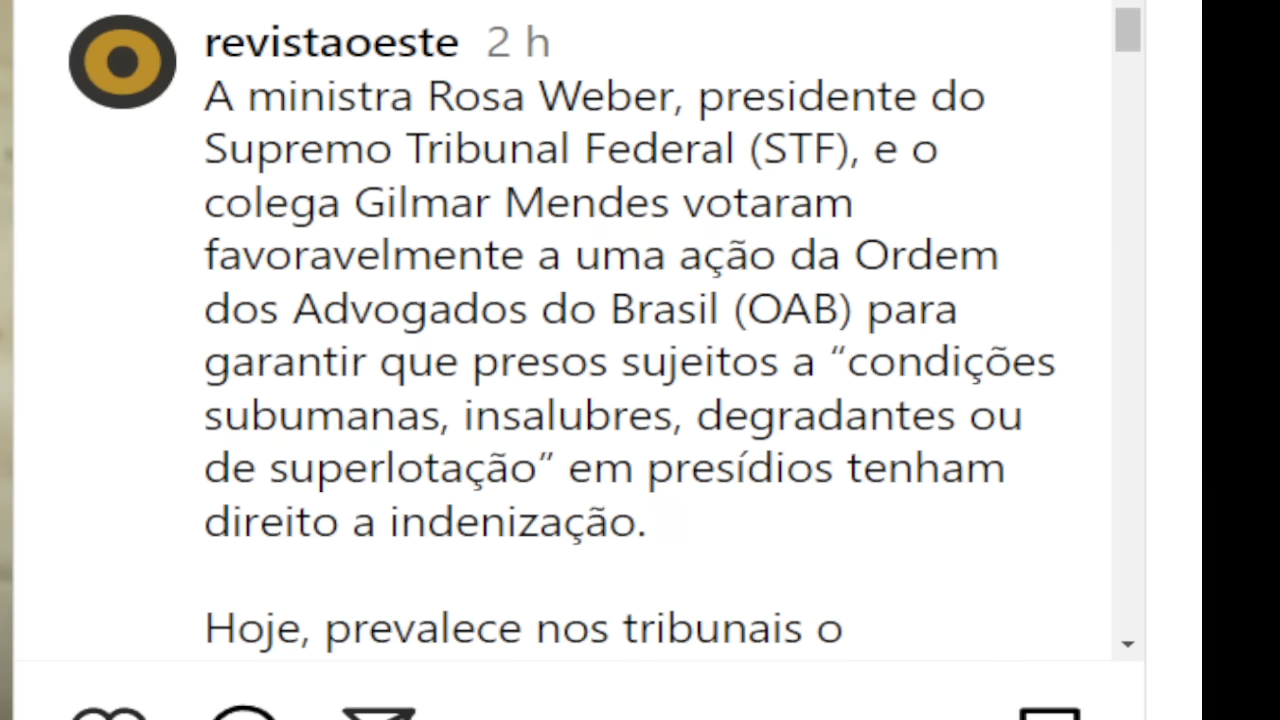 revistaoeste 2 h
A ministra Rosa Weber, presidente do
Supremo Tribunal Federal (STF), e o
colega Gilmar Mendes votaram
favoravelmente a uma ação da Ordem
dos Advogados do Brasil (OAB) para
garantir que presos sujeitos a “condições
subumanas, insalubres, degradantes ou
de superlotação” em presídios tenham
direito a indenização.
Hoje, prevalece nos tribunais o